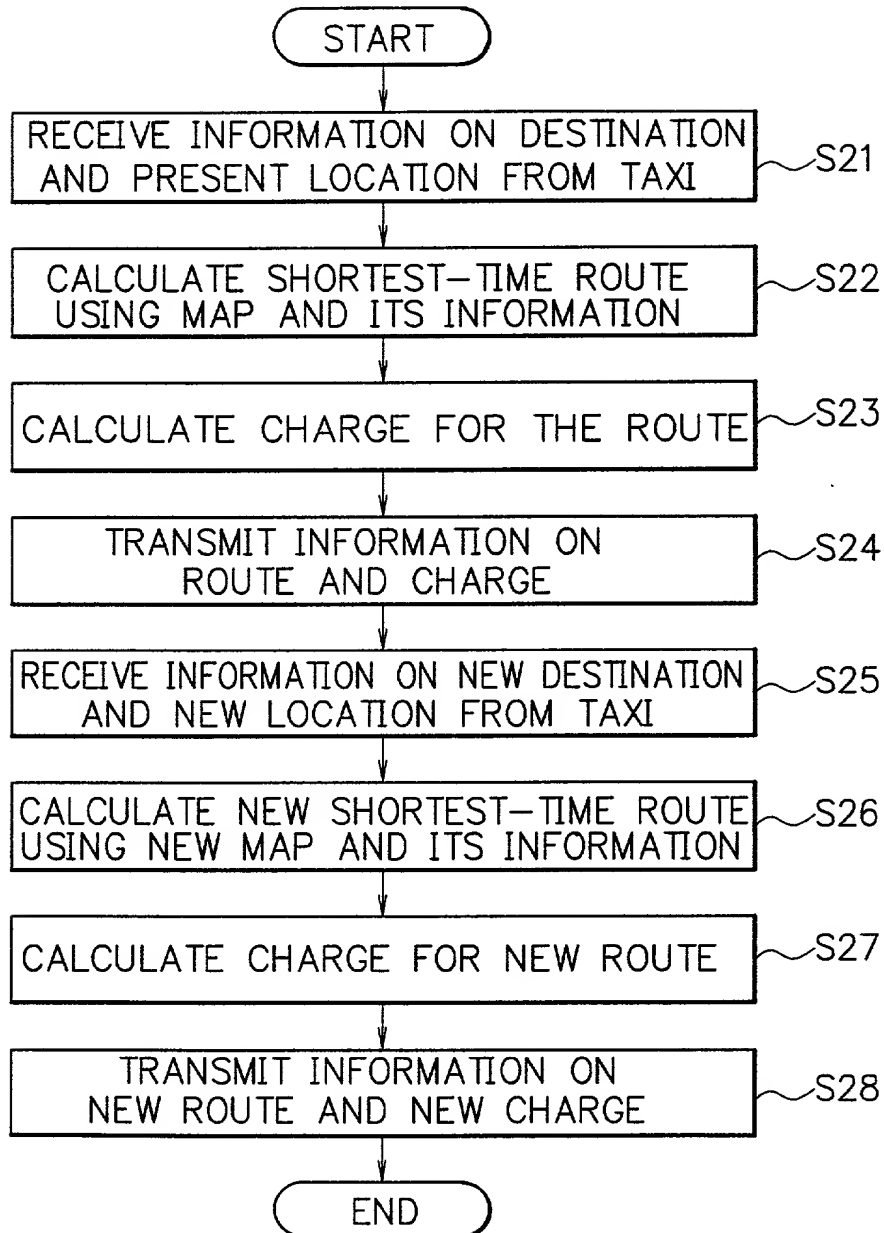 START
RECEIVE INFORMATION ON DESTINATION
AND PRESENT LOCATION FROM TAXI
S21
CALCULATE SHORTEST-TIME ROUTE
USING MAP AND ITS INFORMATION
S22
CALCULATE CHARGE FOR THE ROUTE
S23
TRANSMIT INFORMATION ON
ROUTE AND CHARGE
S24
RECEIVE INFORMATION ON NEW DESTINATION
AND NEW LOCATION FROM TAXI
S25
CALCULATE NEW SHORTEST-TIME ROUTE
USING NEW MAP AND ITS INFORMATION
S26
CALCULATE CHARGE FOR NEW ROUTE
S27
TRANSMIT INFORMATION ON
NEW ROUTE AND NEW CHARGE
S28
END